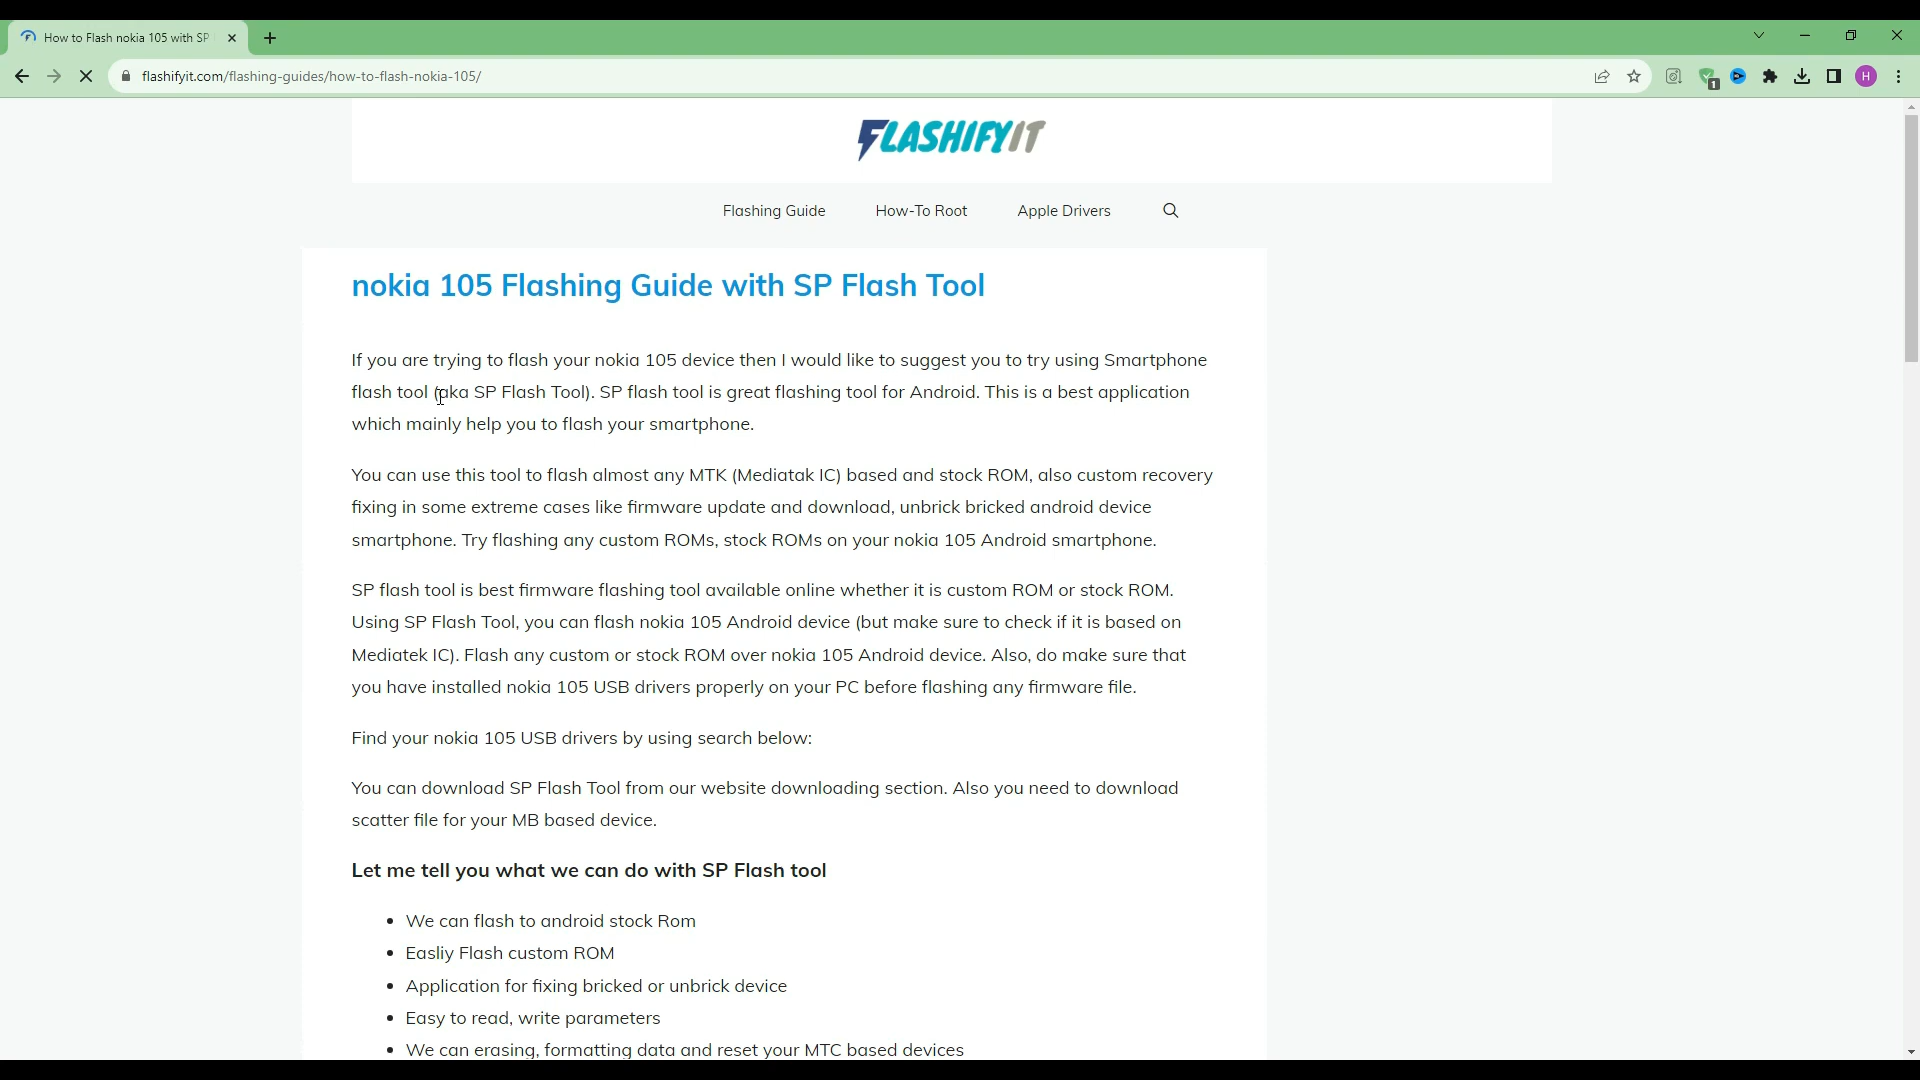 How to Flash nokia 105 with SP
flashifyit.com/flashing-guides/how-to-flash-nokia-105/
1
H
FLASHIFYIT
Flashing Guide How-To Root Apple Drivers
nokia 105 Flashing Guide with SP Flash Tool
If you are trying to flash your nokia 105 device then I would like to suggest you to try using Smartphone
flash tool (aka SP Flash Tool). SP flash tool is great flashing tool for Android. This is a best application
which mainly help you to flash your smartphone.
You can use this tool to flash almost any MTK (Mediatak IC) based and stock ROM, also custom recovery
fixing in some extreme cases like firmware update and download, unbrick bricked android device
smartphone. Try flashing any custom ROMs, stock ROMs on your nokia 105 Android smartphone.
SP flash tool is best firmware flashing tool available online whether it is custom ROM or stock ROM.
Using SP Flash Tool, you can flash nokia 105 Android device (but make sure to check if it is based on
Mediatek IC). Flash any custom or stock ROM over nokia 105 Android device. Also, do make sure that
you have installed nokia 105 USB drivers properly on your PC before flashing any firmware file.
Find your nokia 105 USB drivers by using search below:
You can download SP Flash Tool from our website downloading section. Also you need to download
scatter file for your MB based device.
Let me tell you what we can do with SP Flash tool
• We can flash to android stock Rom
• Easliy Flash custom ROM
• Application for fixing bricked or unbrick device
• Easy to read, write parameters
• We can erasing, formatting data and reset your MTC based devices